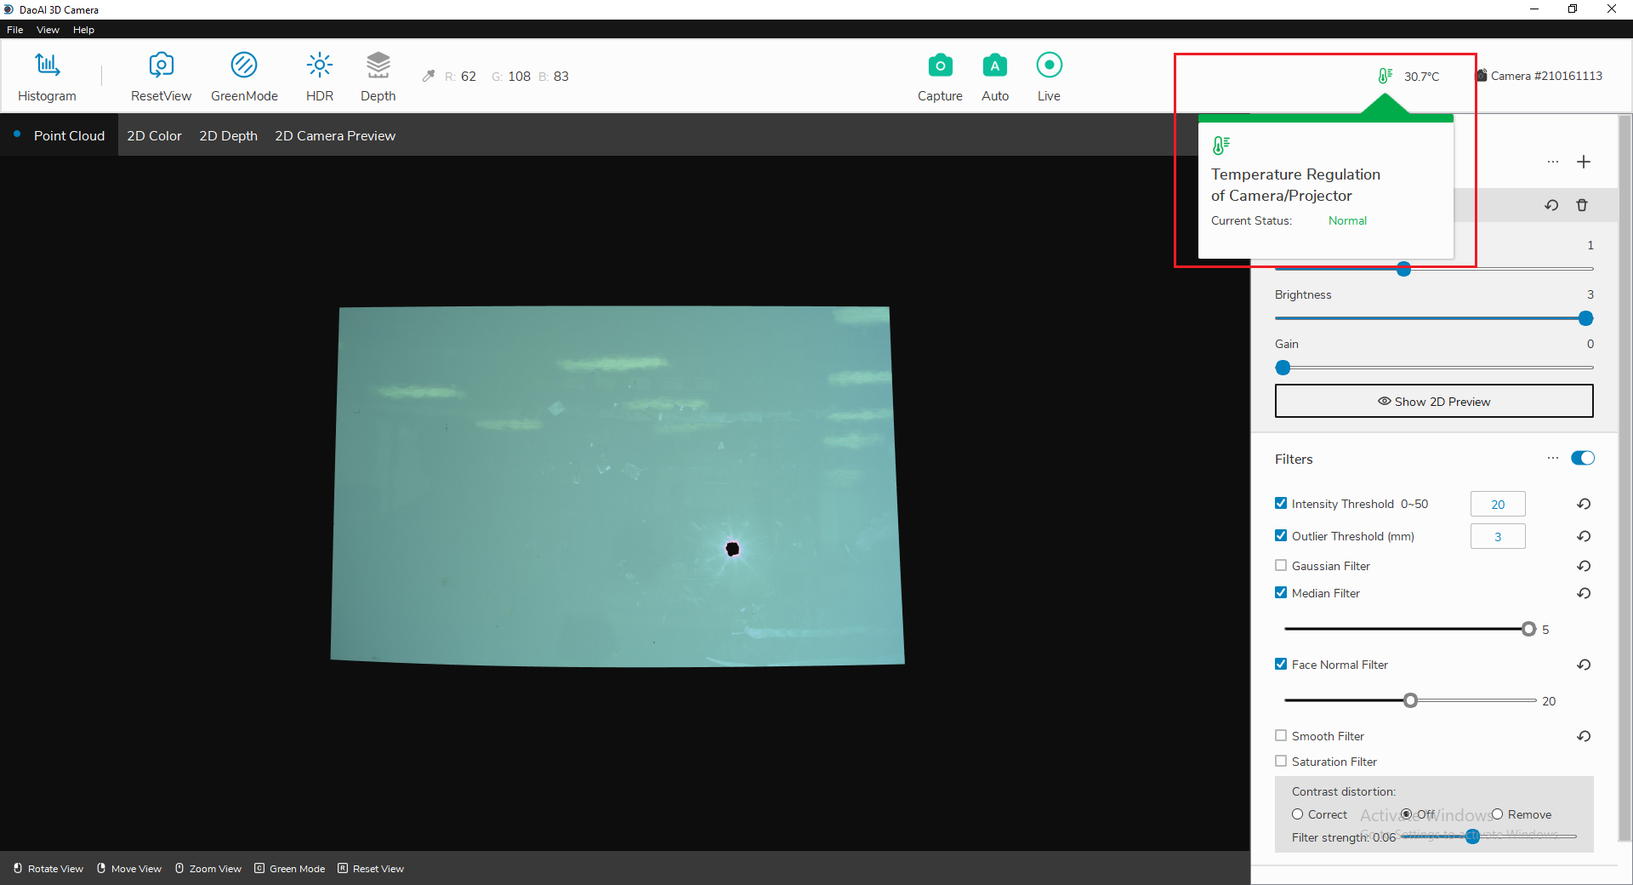 DaoAI 3D Camera
File View Help
Histogram ResetView GreenMode HDR Depth R: 62 G: 108 B: 83 Capture Auto Live 30.7°C Camera #210161113
Point Cloud 2D Color 2D Depth 2D Camera Preview
Temperature Regulation
of Camera/Projector
Current Status: Normal
1
Brightness 3
Gain 0
Show 2D Preview
Filters
Intensity Threshold 0~50 20
Outlier Threshold (mm) 3
Gaussian Filter
Median Filter
5
Face Normal Filter
20
Smooth Filter
Saturation Filter
Contrast distortion:
Correct Off Remove
Activate Windows
Filter strength: 0.06
Go to Settings to activate Windows.
Rotate View Move View Zoom View C Green Mode R Reset View